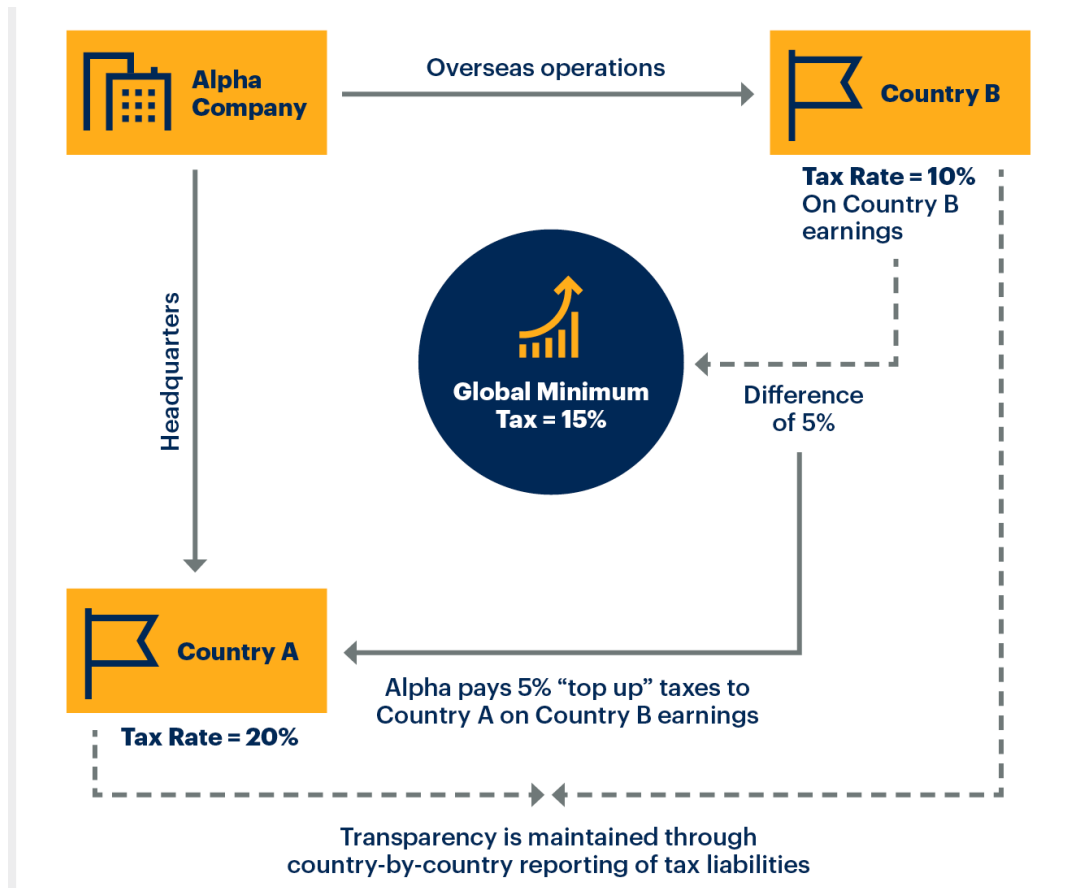 Alpha
Company
Overseas operations
Country B
Tax Rate = 10%
On Country B
earnings
Headquarters
Global Minimum
Tax = 15%
Difference
of 5%
Country A
Alpha pays 5% “top up” taxes to
Country A on Country B earnings
Tax Rate = 20%
Transparency is maintained through
country-by-country reporting of tax liabilities